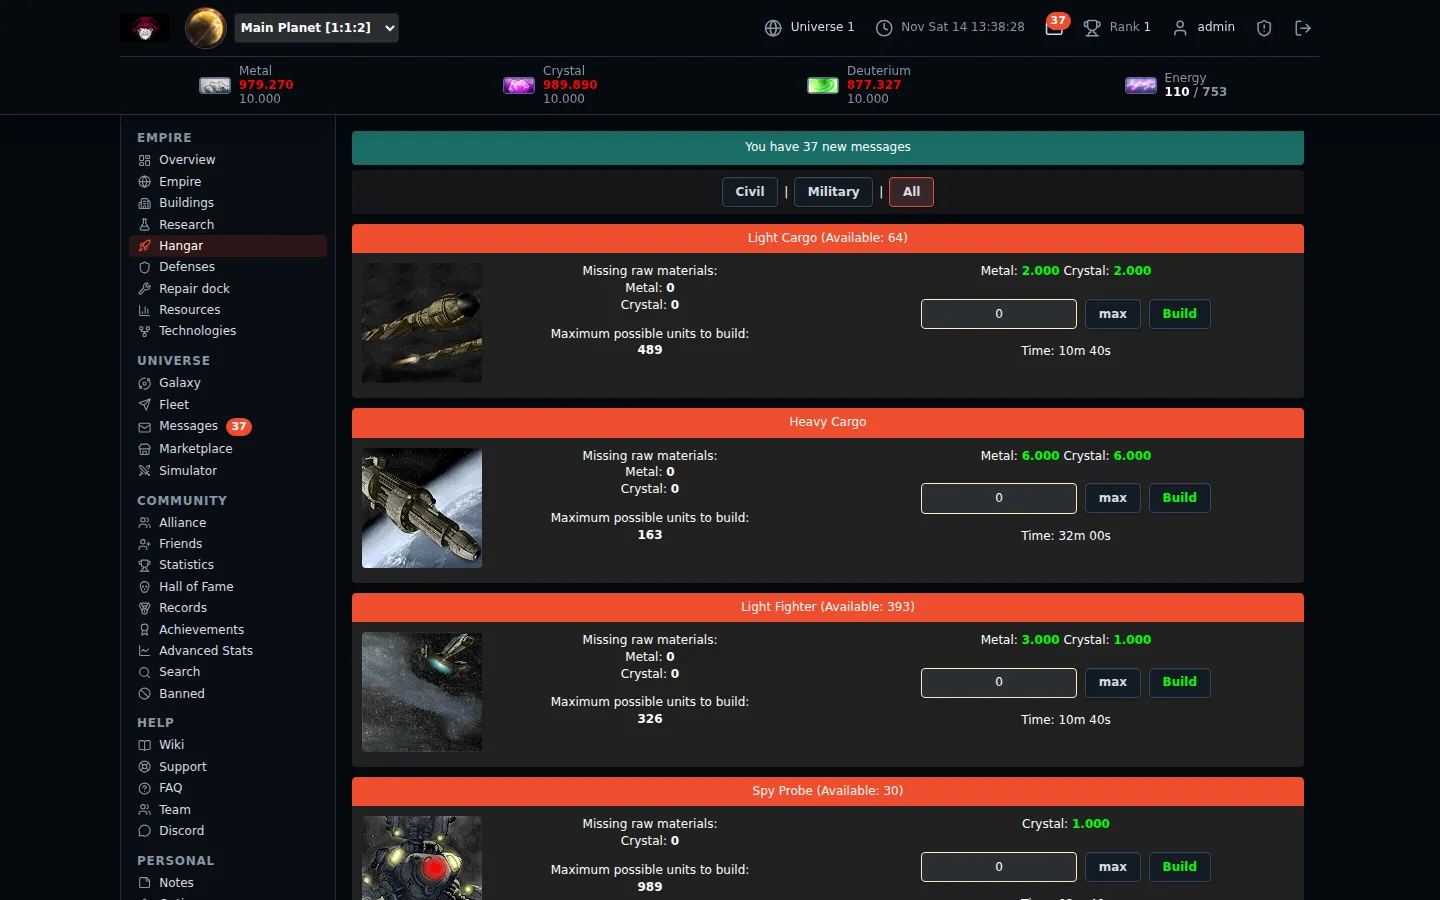 Main Planet [1:1:2]
Universe 1
Nov Sat 14 13:38:28
37
Rank 1
admin
Metal
979.270
10.000
Crystal
989.890
10.000
Deuterium
877.327
10.000
Energy
110 / 753
EMPIRE
Overview
Empire
Buildings
Research
Hangar
Defenses
Repair dock
Resources
Technologies
UNIVERSE
Galaxy
Fleet
Messages 37
Marketplace
Simulator
COMMUNITY
Alliance
Friends
Statistics
Hall of Fame
Records
Achievements
Advanced Stats
Search
Banned
HELP
Wiki
Support
FAQ
Team
Discord
PERSONAL
Notes
You have 37 new messages
Civil | Military | All
Light Cargo (Available: 64)
Missing raw materials:
Metal: 0
Crystal: 0
Maximum possible units to build:
489
Metal: 2.000 Crystal: 2.000
0 max Build
Time: 10m 40s
Heavy Cargo
Missing raw materials:
Metal: 0
Crystal: 0
Maximum possible units to build:
163
Metal: 6.000 Crystal: 6.000
0 max Build
Time: 32m 00s
Light Fighter (Available: 393)
Missing raw materials:
Metal: 0
Crystal: 0
Maximum possible units to build:
326
Metal: 3.000 Crystal: 1.000
0 max Build
Time: 10m 40s
Spy Probe (Available: 30)
Missing raw materials:
Crystal: 0
Maximum possible units to build:
989
Crystal: 1.000
0 max Build